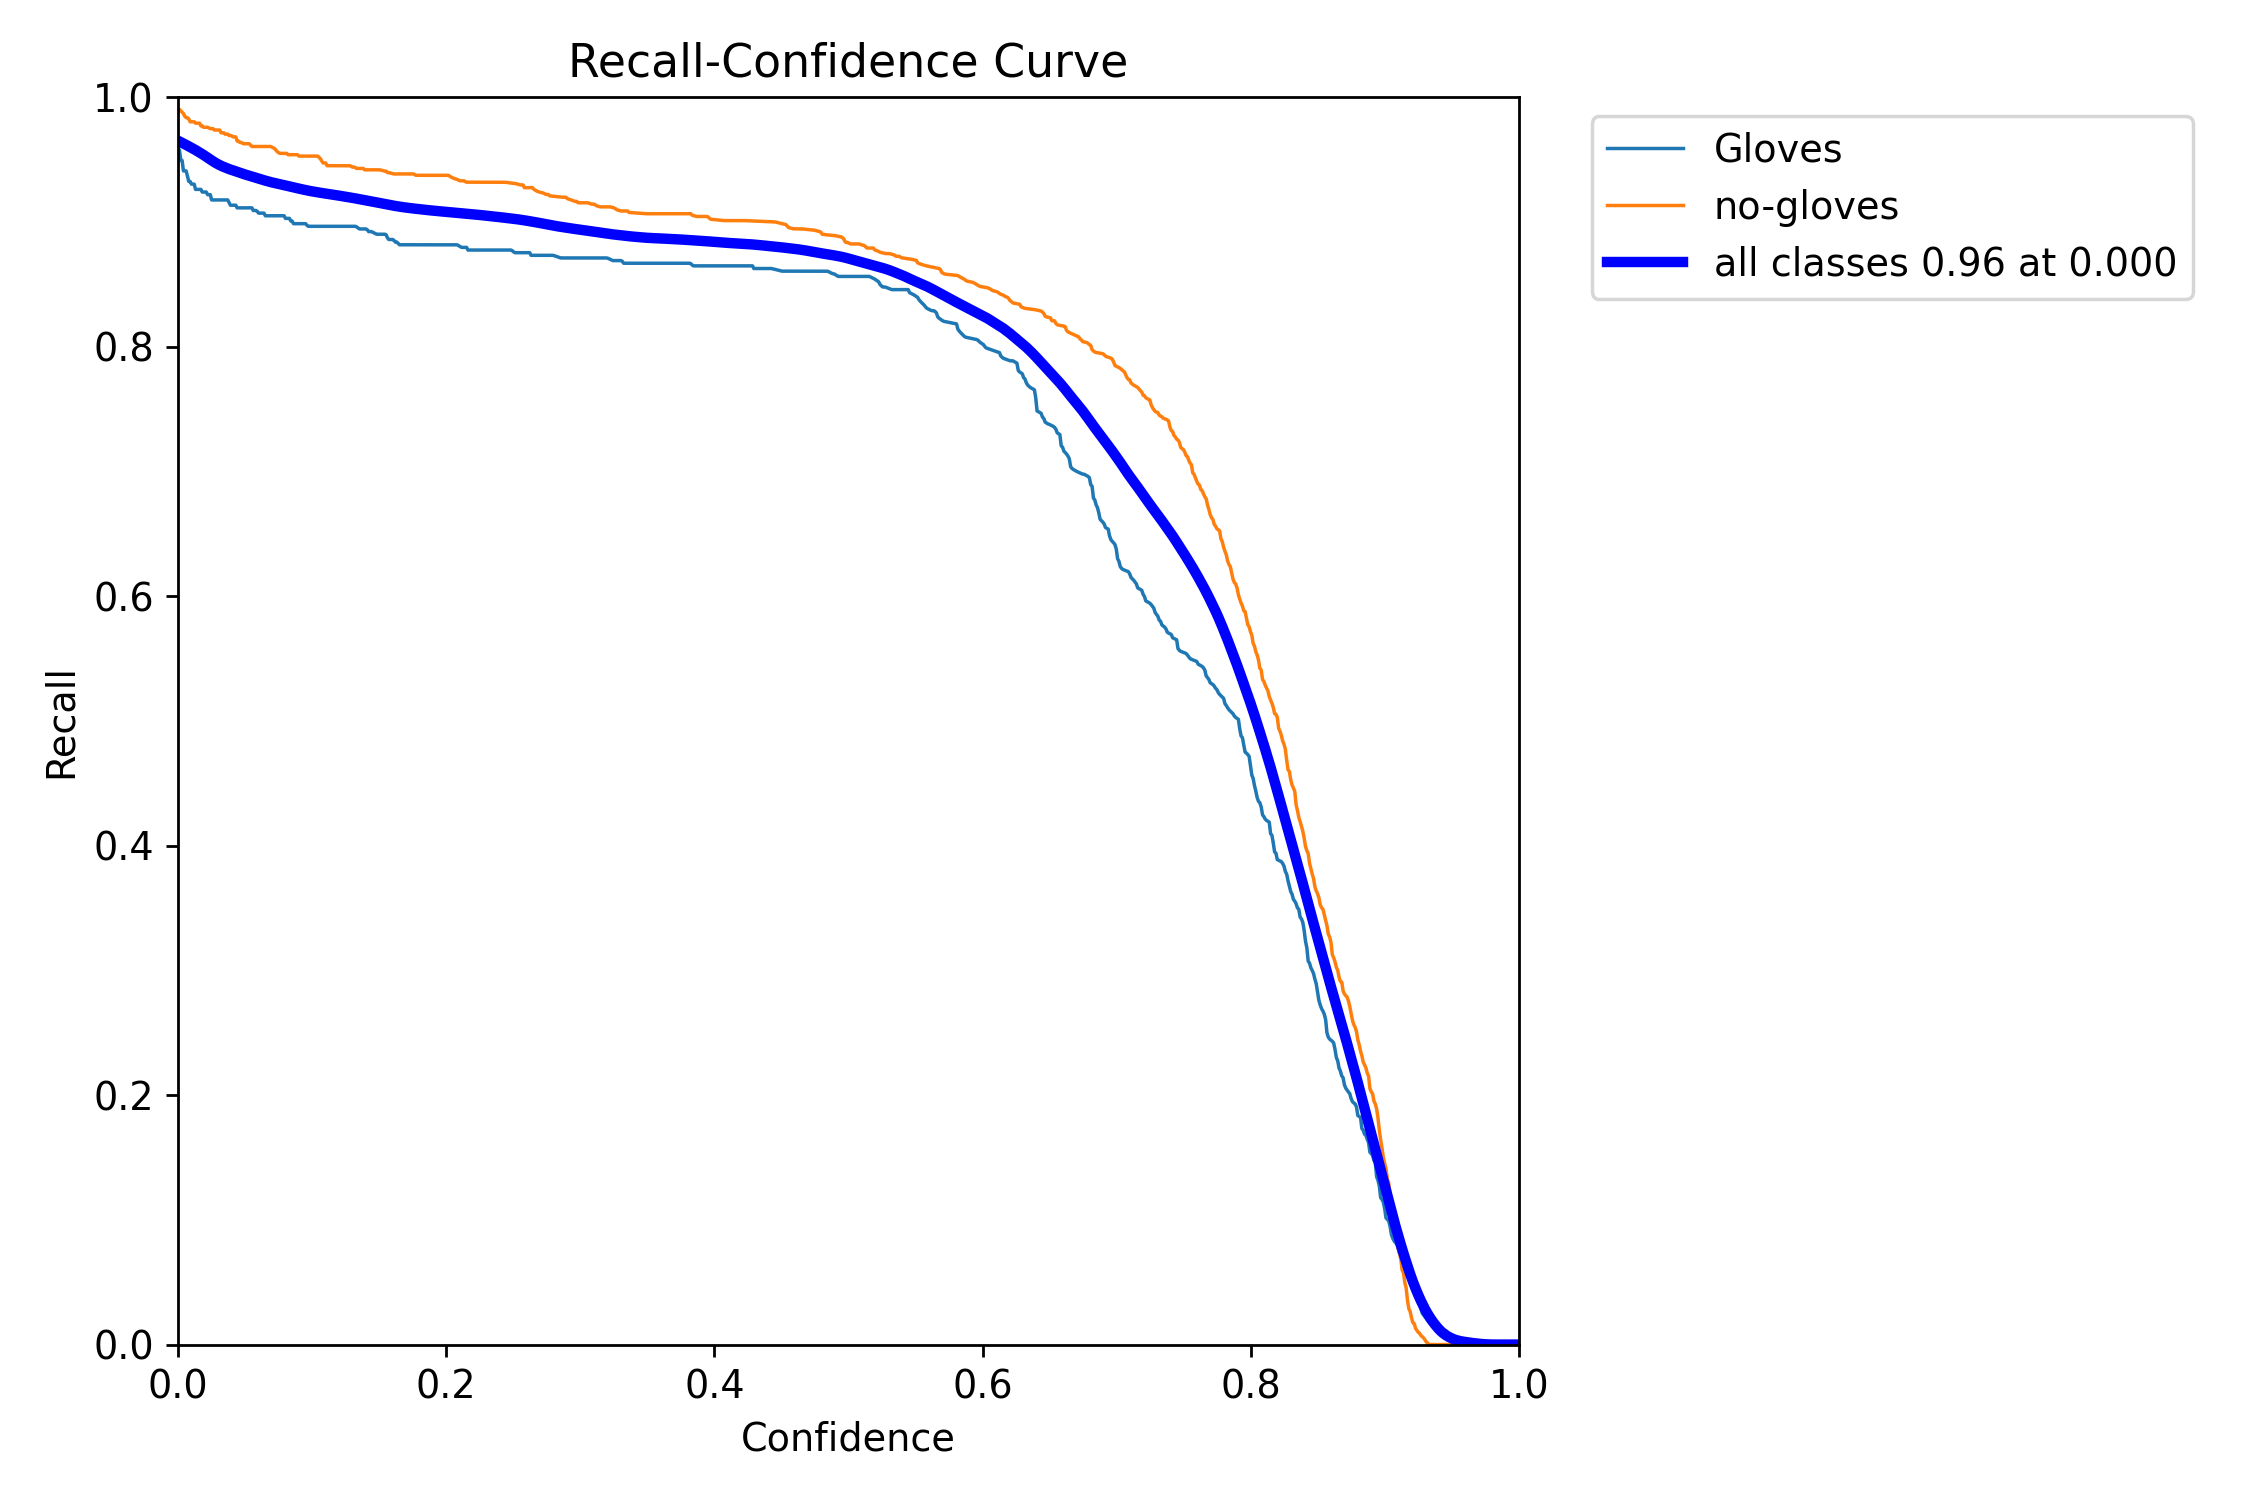 Recall-Confidence Curve
1.0
0.8
0.6
0.4
0.2
0.0
Recall
0.0 0.2 0.4 0.6 0.8 1.0
Confidence
Gloves
no-gloves
all classes 0.96 at 0.000